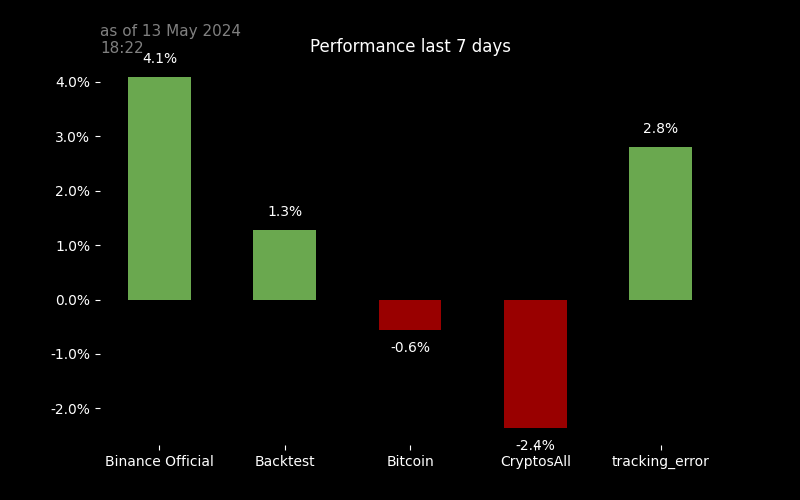 as of 13 May 2024
18:22
Performance last 7 days
4.1%
1.3%
-0.6%
-2.4%
2.8%
4.0%
3.0%
2.0%
1.0%
0.0%
-1.0%
-2.0%
Binance Official
Backtest
Bitcoin
CryptosAll
tracking_error